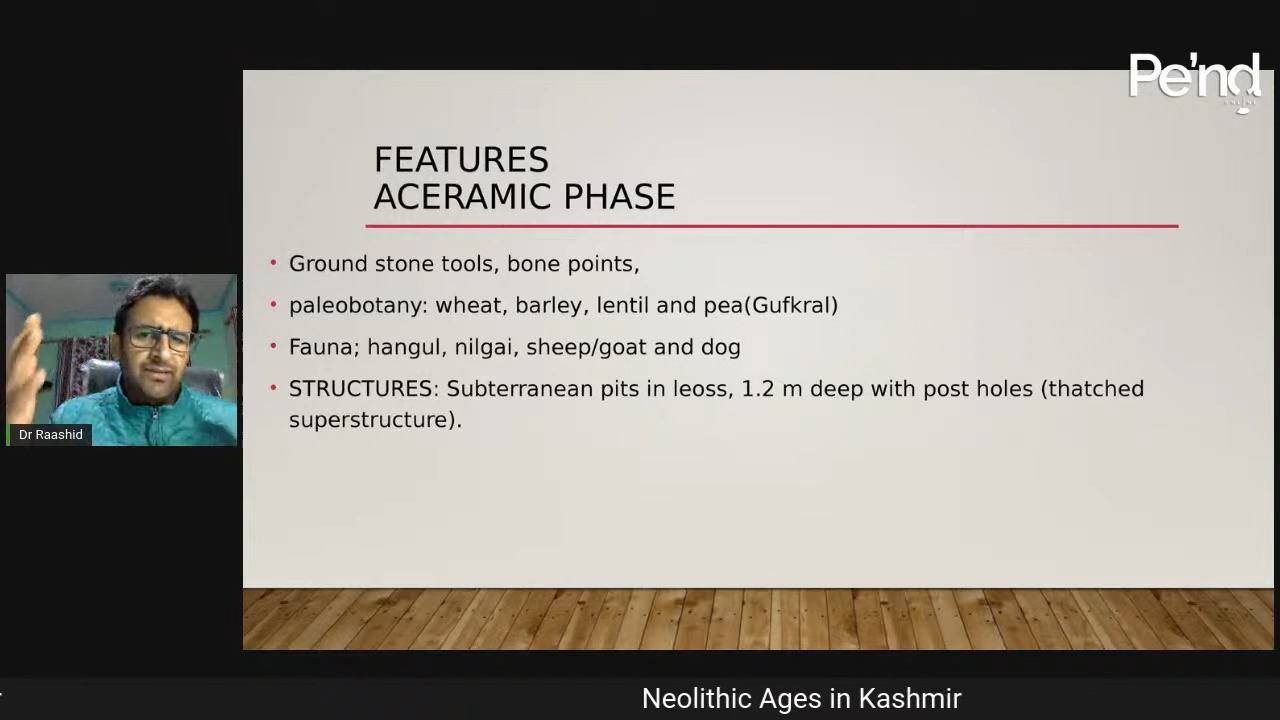 Pe'nd
FEATURES
ACERAMIC PHASE
• Ground stone tools, bone points,
• paleobotany: wheat, barley, lentil and pea(Gufkral)
• Fauna; hangul, nilgai, sheep/goat and dog
• STRUCTURES: Subterranean pits in leoss, 1.2 m deep with post holes (thatched
superstructure).
Dr Raashid
Neolithic Ages in Kashmir